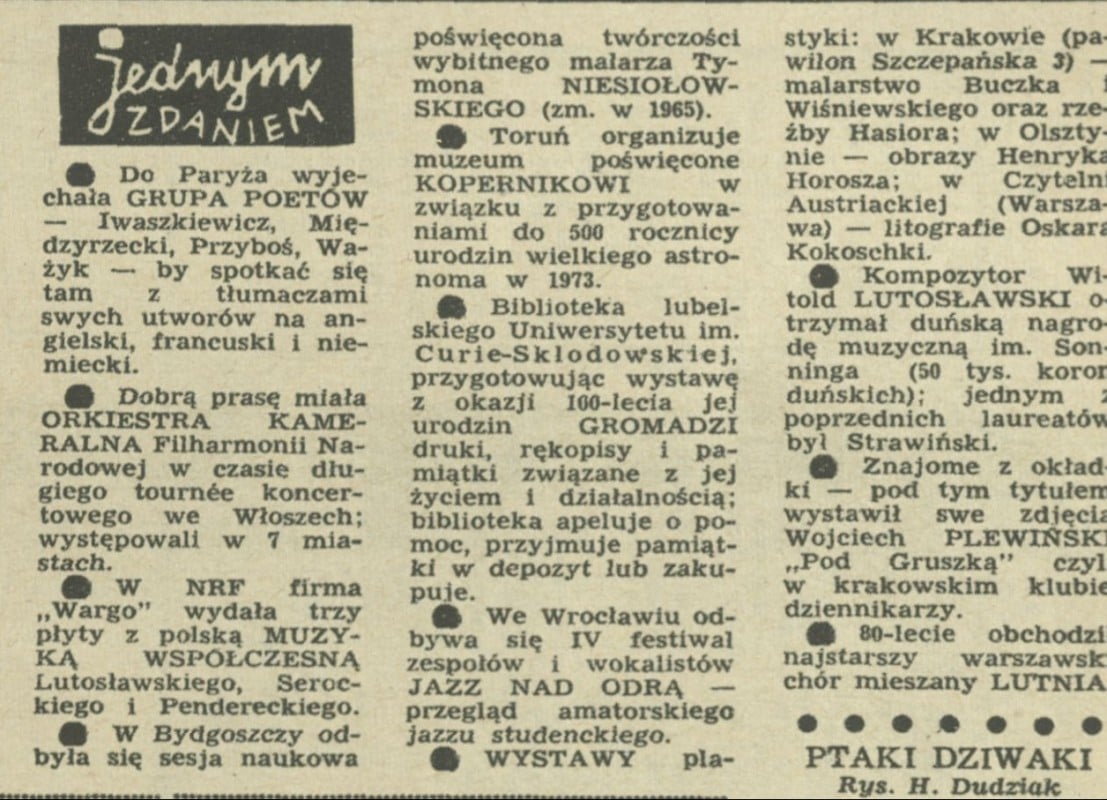 jednym
ZDANIEM
● Do Paryża wyje-
chała GRUPA POETÓW
— Iwaszkiewicz, Mię-
dzyrzecki, Przyboś, Wa-
żyk — by spotkać się
tam z tłumaczami
swych utworów na an-
gielski, francuski i nie-
miecki.
● Dobrą prasę miała
ORKIESTRA KAME-
RALNA Filharmonii Na-
rodowej w czasie dłu-
giego tournée koncer-
towego we Włoszech;
występowali w 7 mia-
stach.
● W NRF firma
„Wargo” wydała trzy
płyty z polską MUZY-
KĄ WSPÓŁCZESNĄ
Lutosławskiego, Seroc-
kiego i Pendereckiego.
● W Bydgoszczy od-
była się sesja naukowa
poświęcona twórczości
wybitnego malarza Ty-
mona NIESIOŁOW-
SKIEGO (zm. w 1965).
● Toruń organizuje
muzeum poświęcone
KOPERNIKOWI w
związku z przygotowa-
niami do 500 rocznicy
urodzin wielkiego astro-
noma w 1973.
● Biblioteka lubel-
skiego Uniwersytetu im.
Curie-Skłodowskiej,
przygotowując wystawę
z okazji 100-lecia jej
urodzin GROMADZI
druki, rękopisy i pa-
miątki związane z jej
życiem i działalnością;
biblioteka apeluje o po-
moc, przyjmuje pamiąt-
ki w depozyt lub zaku-
puje.
● We Wrocławiu od-
bywa się IV festiwal
zespołów i wokalistów
JAZZ NAD ODRĄ —
przegląd amatorskiego
jazzu studenckiego.
● WYSTAWY pla-
styki: w Krakowie (pa-
wilon Szczepańska 3) —
malarstwo Buczka i
Wiśniewskiego oraz rze-
źby Hasiora; w Olszty-
nie — obrazy Henryka
Horosza; w Czytelni
Austriackiej (Warsza-
wa) — litografie Oskara
Kokoschki.
● Kompozytor Wi-
told LUTOSŁAWSKI o-
trzymał duńską nagro-
dę muzyczną im. Son-
ninga (50 tys. koron
duńskich); jednym z
poprzednich laureatów
był Strawiński.
● Znajome z okład-
ki — pod tym tytułem
wystawił swe zdjęcia
Wojciech PLEWIŃSKI
„Pod Gruszką” czyli
w krakowskim klubie
dziennikarzy.
● 80-lecie obchodzi
najstarszy warszawski
chór mieszany LUTNIA.
PTAKI DZIWAKI
Rys. H. Dudziak